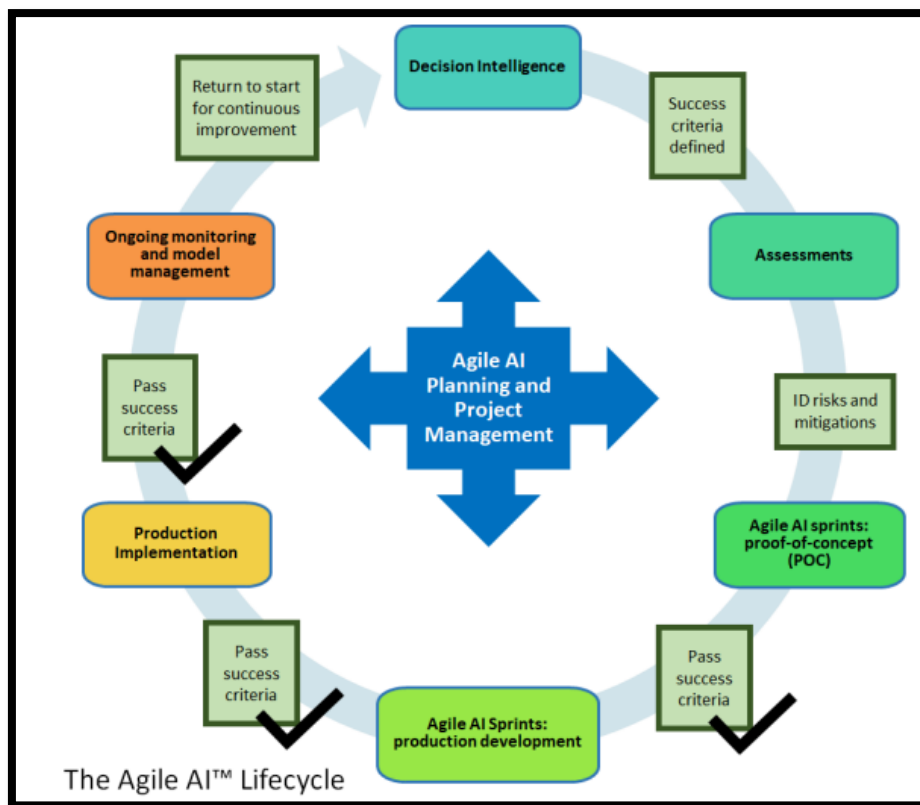 Decision Intelligence
Success
criteria
defined
Assessments
ID risks and
mitigations
Agile AI sprints:
proof-of-concept
(POC)
Pass
success
criteria
Agile AI Sprints:
production development
Pass
success
criteria
Production
Implementation
Pass
success
criteria
Ongoing monitoring
and model
management
Return to start
for continuous
improvement
Agile AI
Planning and
Project
Management
The Agile AI™ Lifecycle